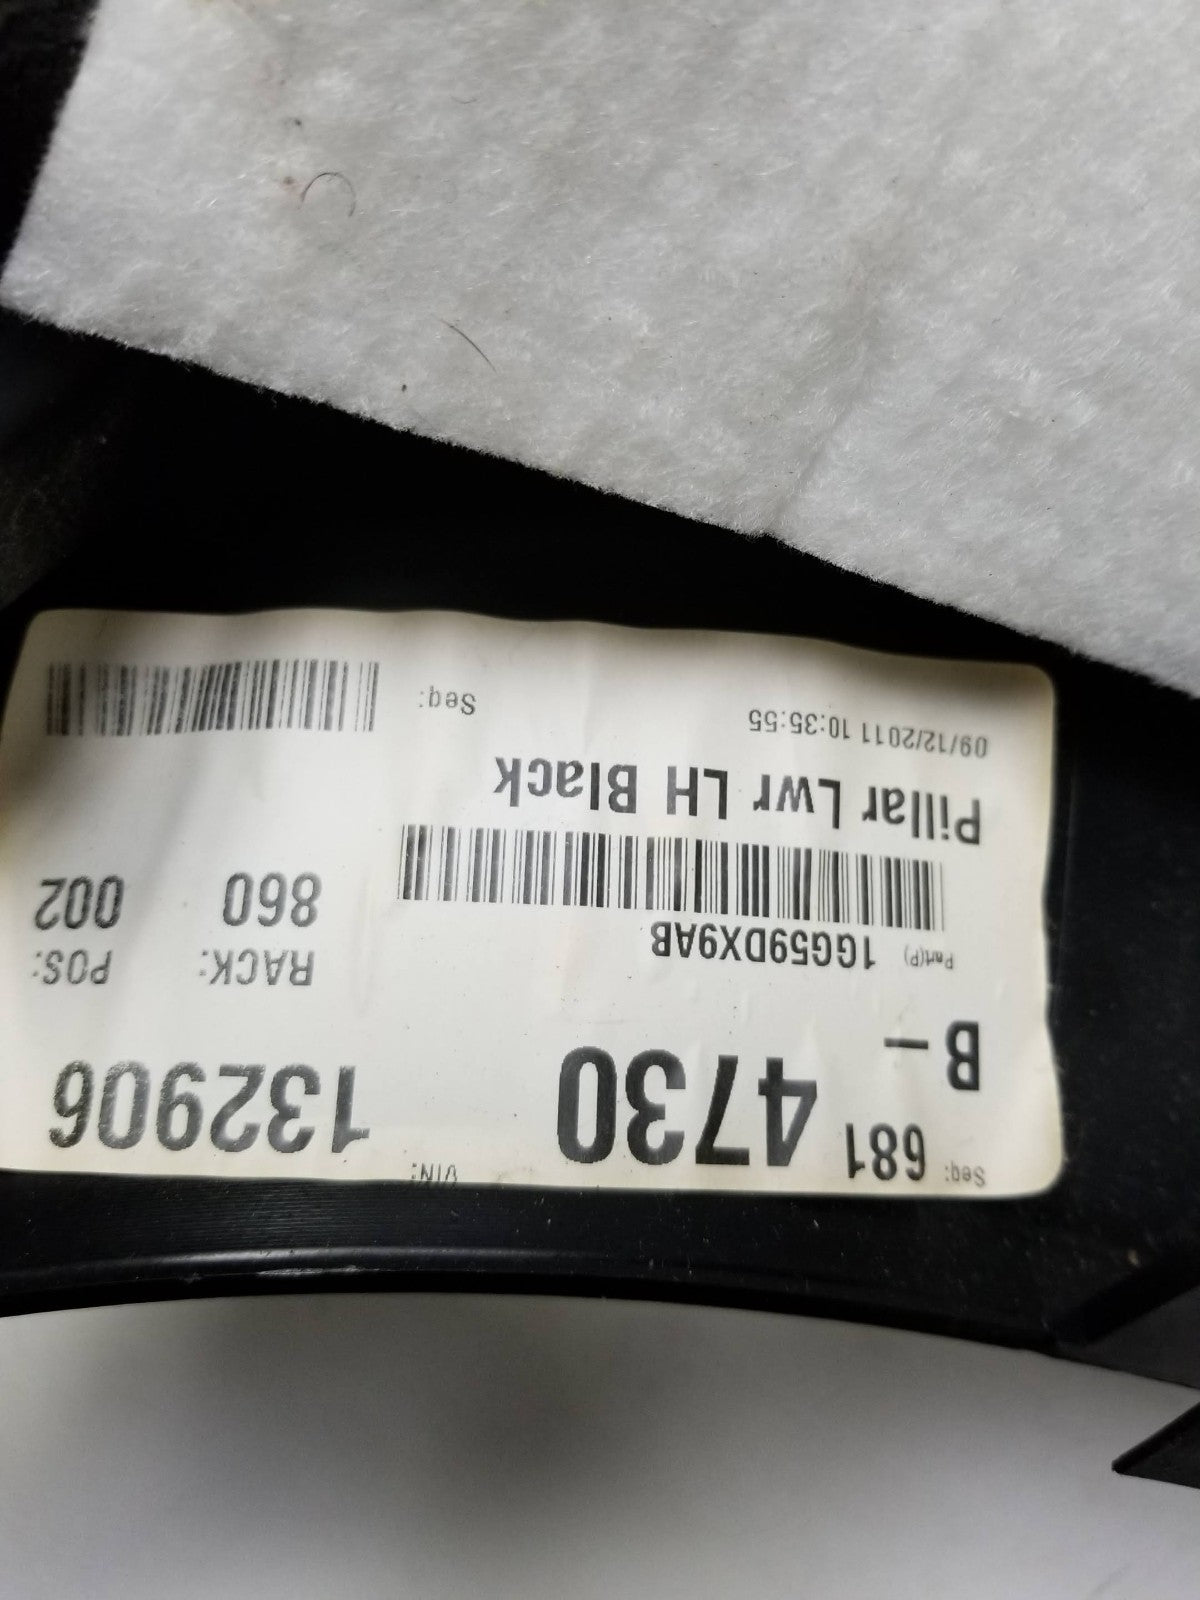 Seq: 681 4730 VIN: 132906
B-
Part(P) 1GG59DX9AB RACK: POS:
860 002
Pillar Lwr LH Black
09/12/2011 10:35:55 Seq: